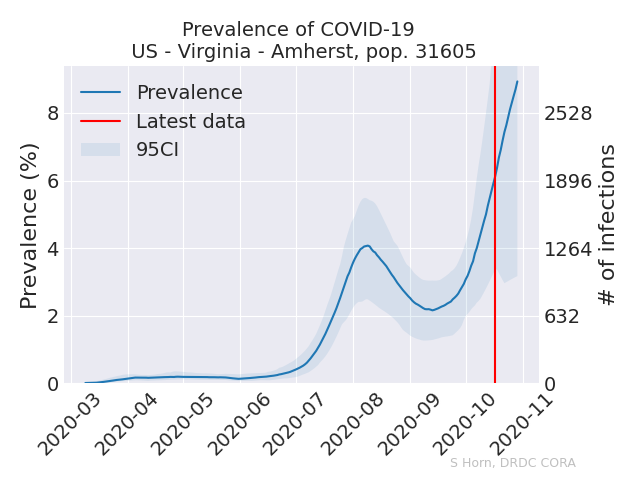 Prevalence of COVID-19
US - Virginia - Amherst, pop. 31605
Prevalence
Latest data
95CI
Prevalence (%)
8
6
4
2
0
2528
1896
1264
632
0
# of infections
2020-03
2020-04
2020-05
2020-06
2020-07
2020-08
2020-09
2020-10
2020-11
S Horn, DRDC CORA